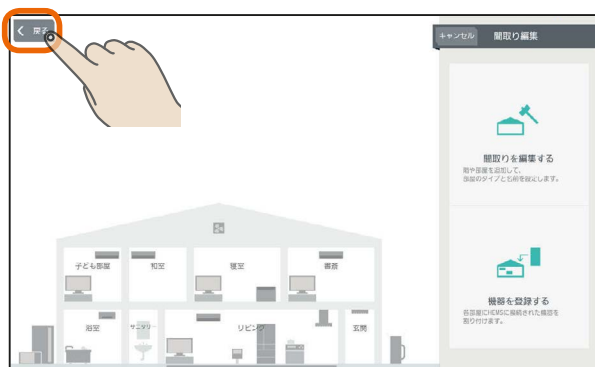 戻る
キャンセル 間取り編集
間取りを編集する
階や部屋を追加して、
部屋のタイプと名前を設定します。
機器を登録する
各部屋にHEMSに接続された機器を
割り付けます。
子ども部屋 和室 寝室 書斎
浴室 サニタリー リビング 玄関